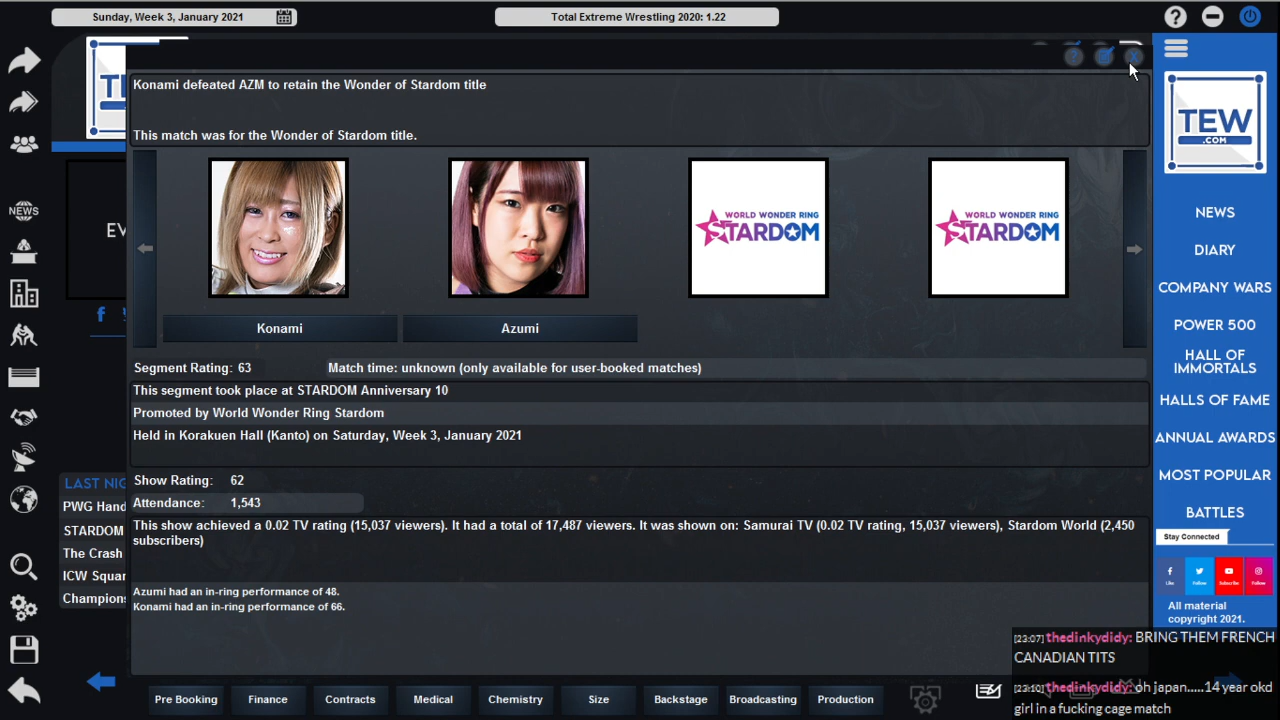 Sunday, Week 3, January 2021
Total Extreme Wrestling 2020: 1.22
Konami defeated AZM to retain the Wonder of Stardom title
This match was for the Wonder of Stardom title.
WORLD WONDER RING
STARDOM
WORLD WONDER RING
STARDOM
Konami
Azumi
Segment Rating: 63
Match time: unknown (only available for user-booked matches)
This segment took place at STARDOM Anniversary 10
Promoted by World Wonder Ring Stardom
Held in Korakuen Hall (Kanto) on Saturday, Week 3, January 2021
Show Rating: 62
Attendance: 1,543
This show achieved a 0.02 TV rating (15,037 viewers). It had a total of 17,487 viewers. It was shown on: Samurai TV (0.02 TV rating, 15,037 viewers), Stardom World (2,450
subscribers)
Azumi had an in-ring performance of 48.
Konami had an in-ring performance of 66.
Pre Booking
Finance
Contracts
Medical
Chemistry
Size
Backstage
Broadcasting
Production
NEWS
EV
LAST NIG
PWG Hand
STARDOM
The Crash
ICW Squar
Champion
TEW
.COM
NEWS
DIARY
COMPANY WARS
POWER 500
HALL OF
IMMORTALS
HALLS OF FAME
ANNUAL AWARDS
MOST POPULAR
BATTLES
Stay Connected
Like
Follow
Subscribe
Follow
All material
copyright 2021.
[23:07] thedinkydidy: BRING THEM FRENCH
CANADIAN TITS
[23:10] thedinkydidy: oh japan.....14 year okd
girl in a fucking cage match